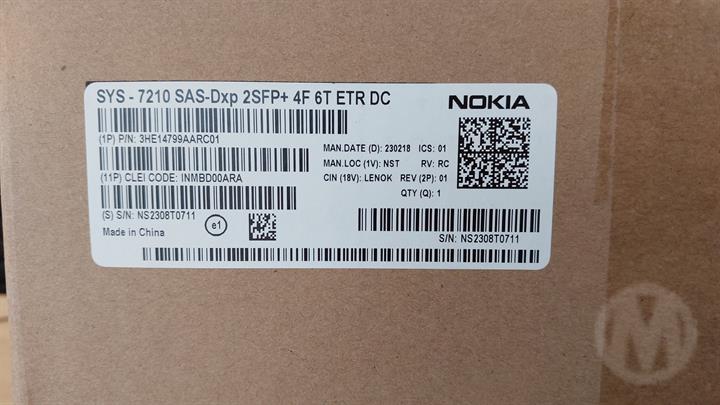 SYS - 7210 SAS-Dxp 2SFP+ 4F 6T ETR DC
NOKIA
(1P) P/N: 3HE14799AARC01
MAN.DATE (D): 230218 ICS: 01
MAN.LOC (1V): NST RV: RC
(11P) CLEI CODE: INMBD00ARA
CIN (18V): LENOK REV (2P): 01
QTY (Q): 1
(S) S/N: NS2308T0711
e1
S/N: NS2308T0711
Made in China
M